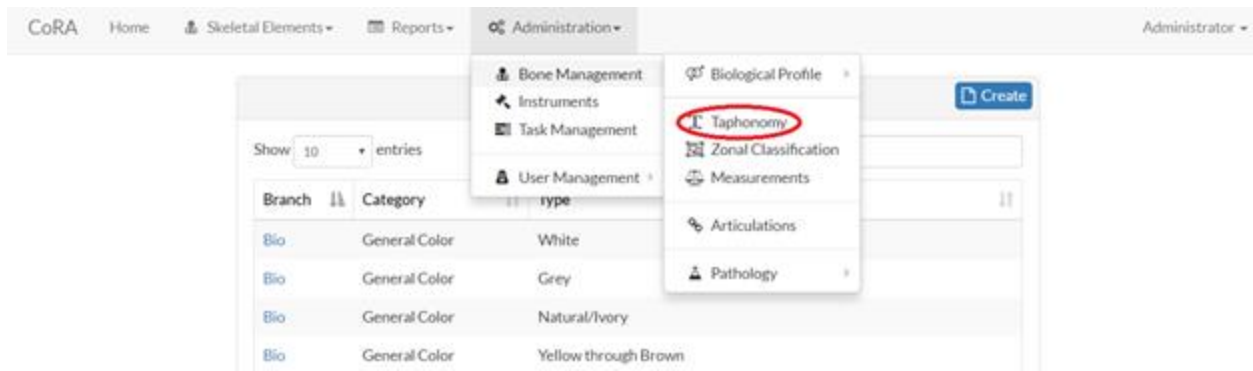 CoRA Home Skeletal Elements Reports Administration Administrator
Bone Management
Instruments
Task Management
User Management
Biological Profile
Taphonomy
Zonal Classification
Measurements
Articulations
Pathology
Create
Show 10 entries
Branch Category Type
Bio General Color White
Bio General Color Grey
Bio General Color Natural/Ivory
Bio General Color Yellow through Brown